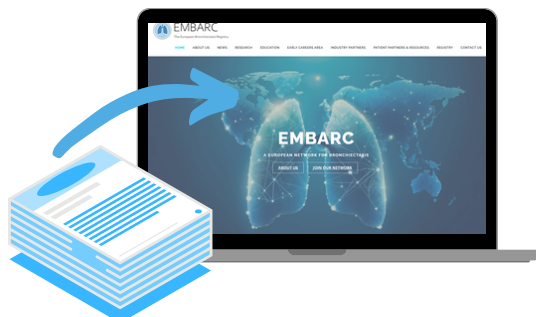 EMBARC
The European Bronchiectasis Registry
HOME ABOUT US NEWS RESEARCH EDUCATION EARLY CAREERS AREA INDUSTRY PARTNERS PATIENT PARTNERS & RESOURCES REGISTRY CONTACT US
EMBARC
A EUROPEAN NETWORK FOR BRONCHIECTASIS
ABOUT US JOIN OUR NETWORK